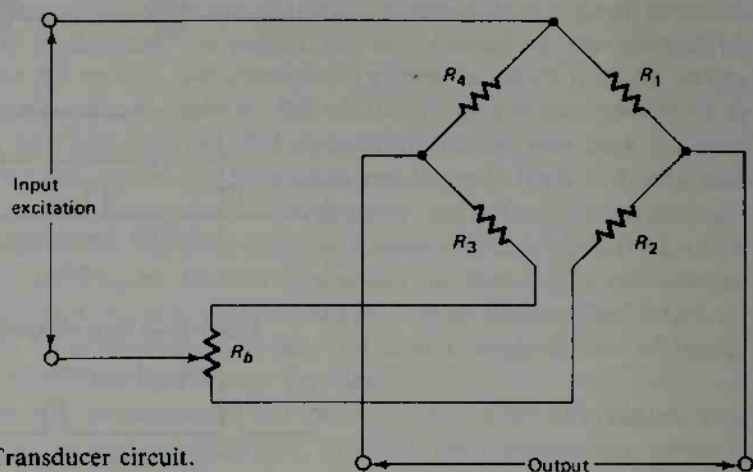 R4
R1
Input
excitation
R3
R2
Rb
Transducer circuit.
Output